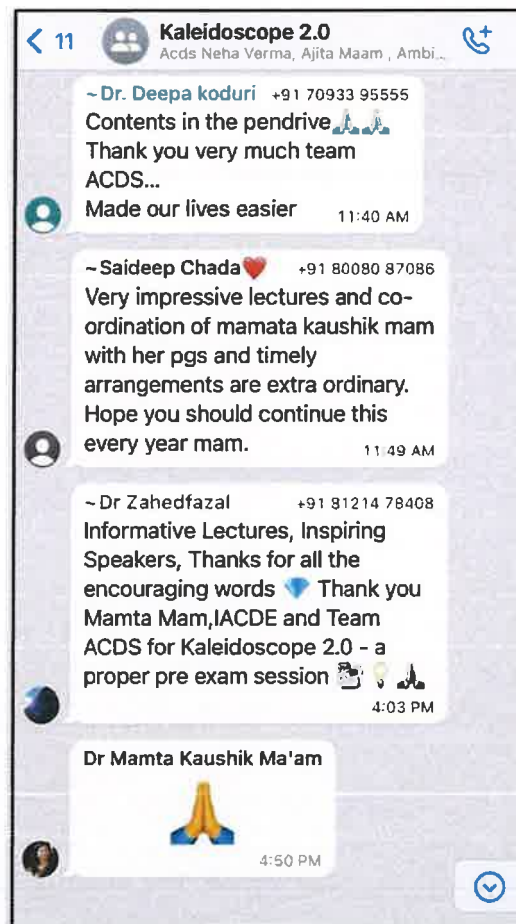 11
Kaleidoscope 2.0
Acds Neha Verma, Ajita Maam , Ambi...
~Dr. Deepa koduri +91 70933 95555
Contents in the pendrive🙏🙏
Thank you very much team
ACDS...
Made our lives easier 11:40 AM
~Saideep Chada❤️ +91 80080 87086
Very impressive lectures and co-
ordination of mamata kaushik mam
with her pgs and timely
arrangements are extra ordinary.
Hope you should continue this
every year mam. 11:49 AM
~Dr Zahedfazal +91 81214 78408
Informative Lectures, Inspiring
Speakers, Thanks for all the
encouraging words 💎 Thank you
Mamta Mam,IACDE and Team
ACDS for Kaleidoscope 2.0 - a
proper pre exam session 💡🙏
4:03 PM
Dr Mamta Kaushik Ma'am
🙏
4:50 PM